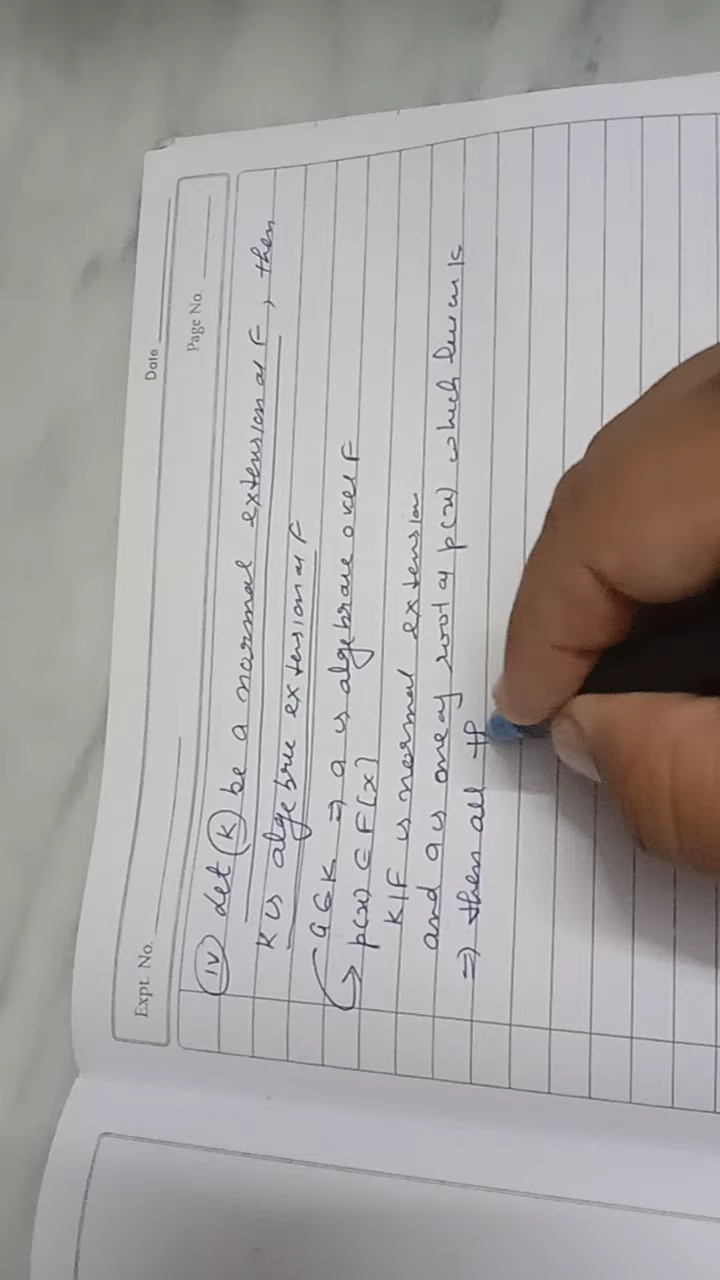 Expt. No.
Date
Page No.
(iv) Let (K) be a normal extension of F, then
K is algebric extension of F
a ∈ K ⇒ a is algebraic over F
p(x) ∈ F[x]
K|F is normal extension
and a is one of root of p(x) which lies in K
⇒ then all